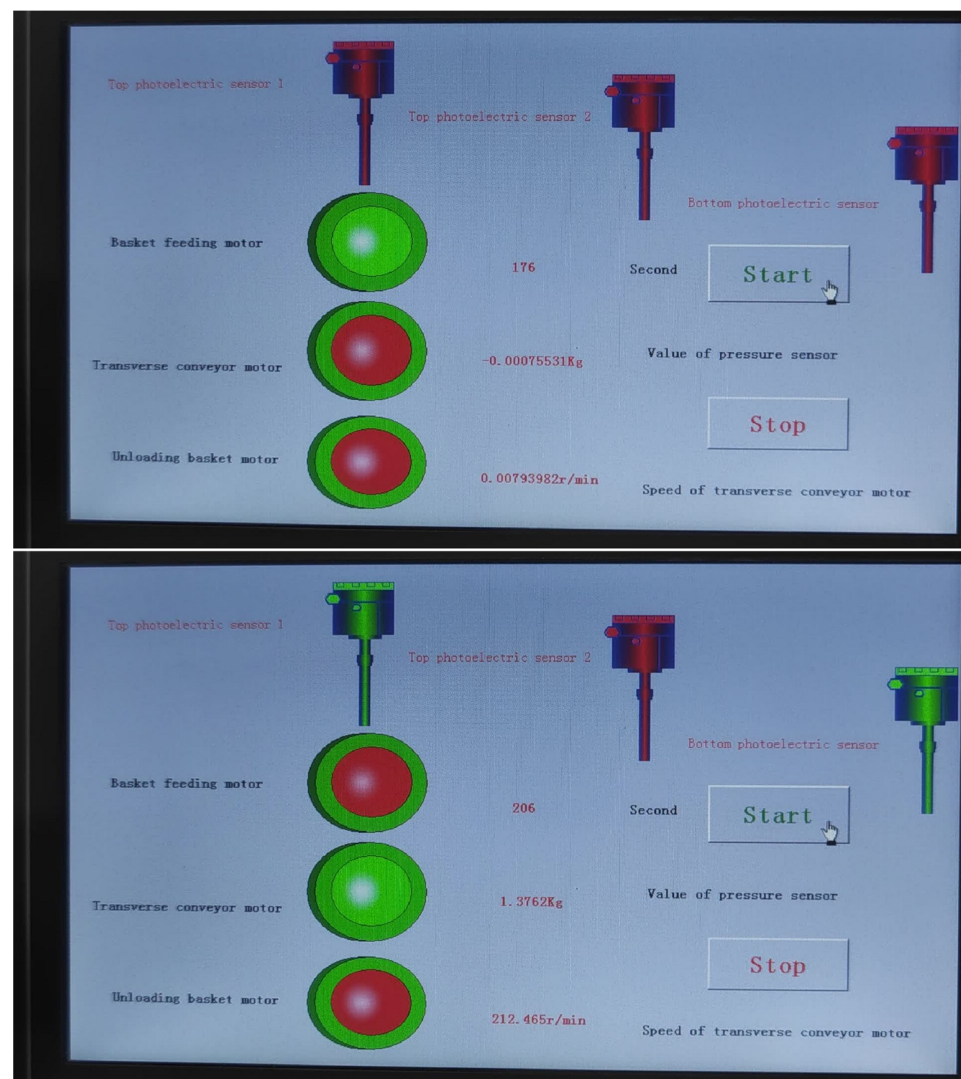 Top photoelectric sensor 1
Top photoelectric sensor 2
Bottom photoelectric sensor
Basket feeding motor
176
Second
Start
Transverse conveyor motor
-0.00075531Kg
Value of pressure sensor
Stop
Unloading basket motor
0.00793982r/min
Speed of transverse conveyor motor
Top photoelectric sensor 1
Top photoelectric sensor 2
Bottom photoelectric sensor
Basket feeding motor
206
Second
Start
Transverse conveyor motor
1.3762Kg
Value of pressure sensor
Stop
Unloading basket motor
212.465r/min
Speed of transverse conveyor motor